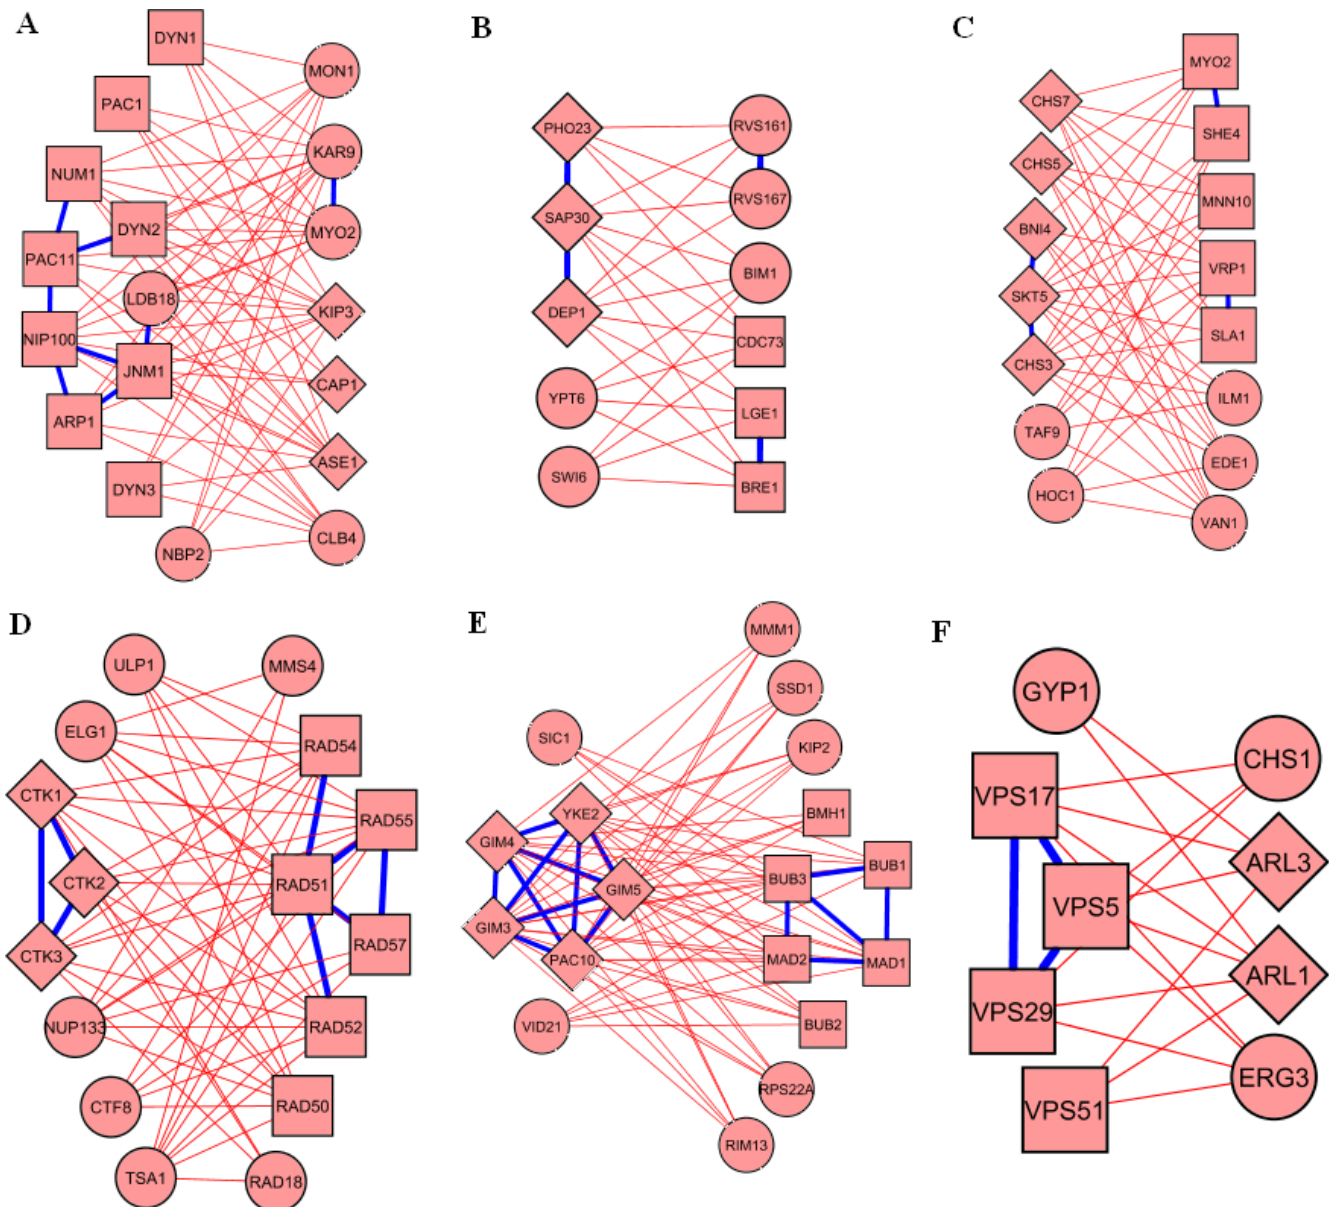 A
DYN1
MON1
PAC1
KAR9
NUM1
DYN2
MYO2
PAC11
LDB18
KIP3
NIP100
JNM1
CAP1
ARP1
ASE1
DYN3
CLB4
NBP2
B
PHO23
RVS161
RVS167
SAP30
BIM1
DEP1
CDC73
YPT6
LGE1
SWI6
BRE1
C
MYO2
CHS7
SHE4
CHS5
MNN10
BNI4
VRP1
SKT5
SLA1
CHS3
ILM1
TAF9
EDE1
HOC1
VAN1
D
ULP1
MMS4
ELG1
RAD54
CTK1
RAD55
CTK2
RAD51
RAD57
CTK3
NUP133
RAD52
CTF8
RAD50
TSA1
RAD18
E
MMM1
SSD1
SIC1
KIP2
YKE2
BMH1
GIM4
BUB1
BUB3
GIM5
GIM3
PAC10
MAD2
MAD1
VID21
BUB2
RPS22A
RIM13
F
GYP1
CHS1
VPS17
ARL3
VPS5
ARL1
VPS29
ERG3
VPS51